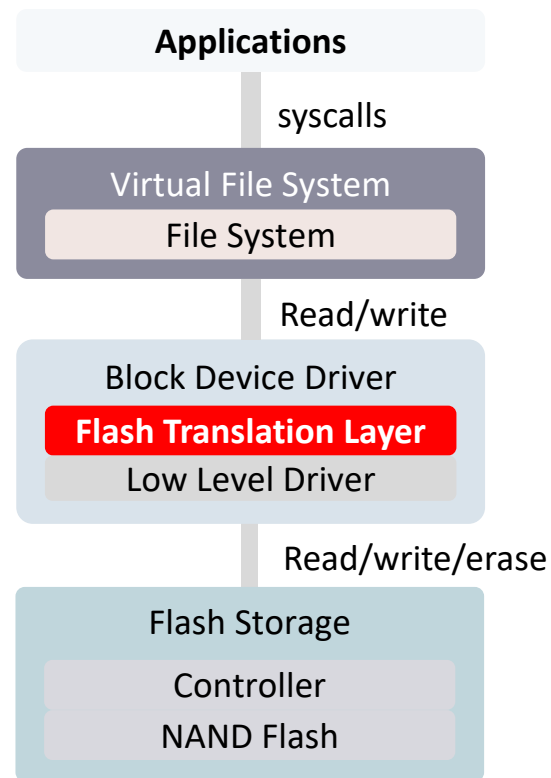 Applications
syscalls
Virtual File System
File System
Read/write
Block Device Driver
Flash Translation Layer
Low Level Driver
Read/write/erase
Flash Storage
Controller
NAND Flash